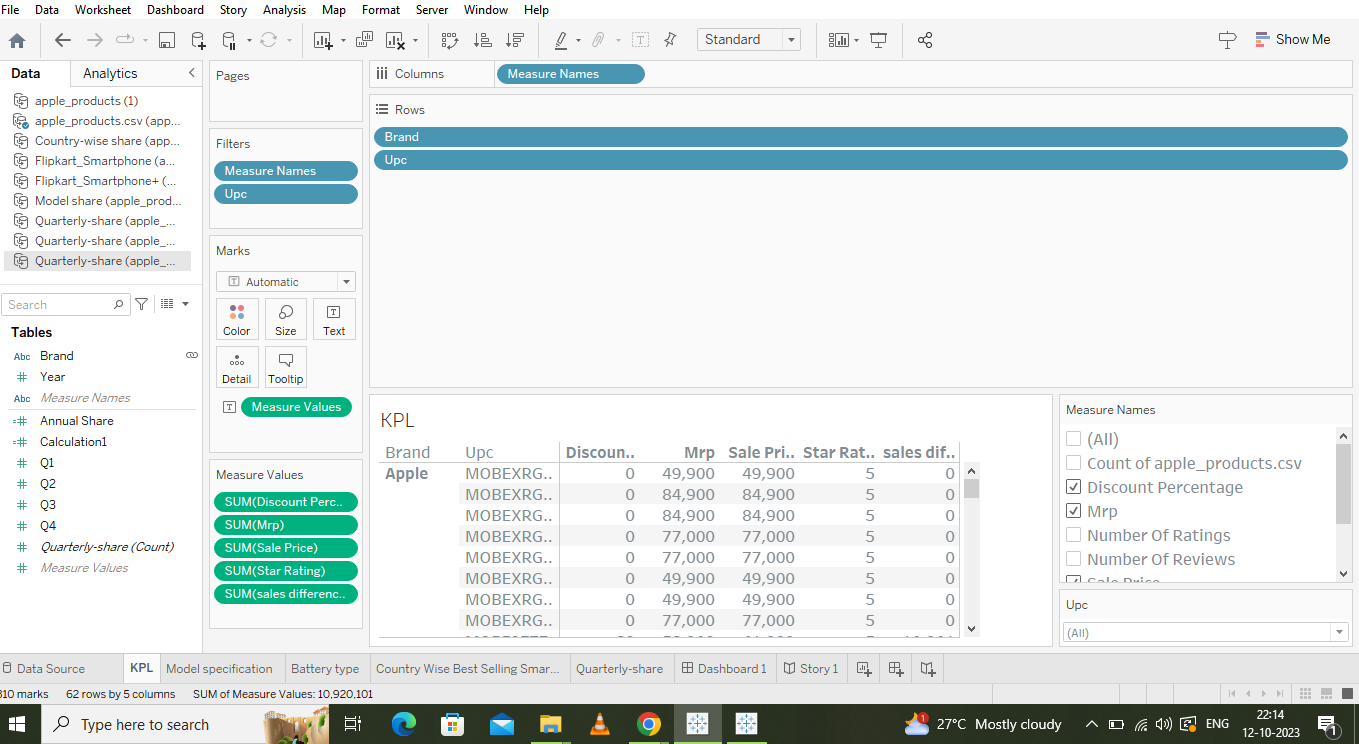 File Data Worksheet Dashboard Story Analysis Map Format Server Window Help
Standard
Show Me
Data Analytics
apple_products (1)
apple_products.csv (app...
Country-wise share (app...
Flipkart_Smartphone (a...
Flipkart_Smartphone+ (...
Model share (apple_prod...
Quarterly-share (apple_...
Quarterly-share (apple_...
Quarterly-share (apple_...
Search
Tables
Abc Brand
Year
Abc Measure Names
Annual Share
Calculation1
Q1
Q2
Q3
Q4
Quarterly-share (Count)
Measure Values
Pages
Filters
Measure Names
Upc
Marks
Automatic
Color Size Text
Detail Tooltip
Measure Values
Measure Values
SUM(Discount Perc..
SUM(Mrp)
SUM(Sale Price)
SUM(Star Rating)
SUM(sales differenc..
Columns Measure Names
Rows
Brand
Upc
KPL
Brand Upc Discoun.. Mrp Sale Pri.. Star Rat.. sales dif..
Apple MOBEXRG.. 0 49,900 49,900 5 0
MOBEXRG.. 0 84,900 84,900 5 0
MOBEXRG.. 0 84,900 84,900 5 0
MOBEXRG.. 0 77,000 77,000 5 0
MOBEXRG.. 0 77,000 77,000 5 0
MOBEXRG.. 0 49,900 49,900 5 0
MOBEXRG.. 0 49,900 49,900 5 0
MOBEXRG.. 0 77,000 77,000 5 0
Measure Names
(All)
Count of apple_products.csv
Discount Percentage
Mrp
Number Of Ratings
Number Of Reviews
Sale Price
Upc
(All)
Data Source KPL Model specification Battery type Country Wise Best Selling Smar... Quarterly-share Dashboard 1 Story 1
310 marks 62 rows by 5 columns SUM of Measure Values: 10,920,101
Type here to search
1
27°C Mostly cloudy
ENG
22:14
12-10-2023
1